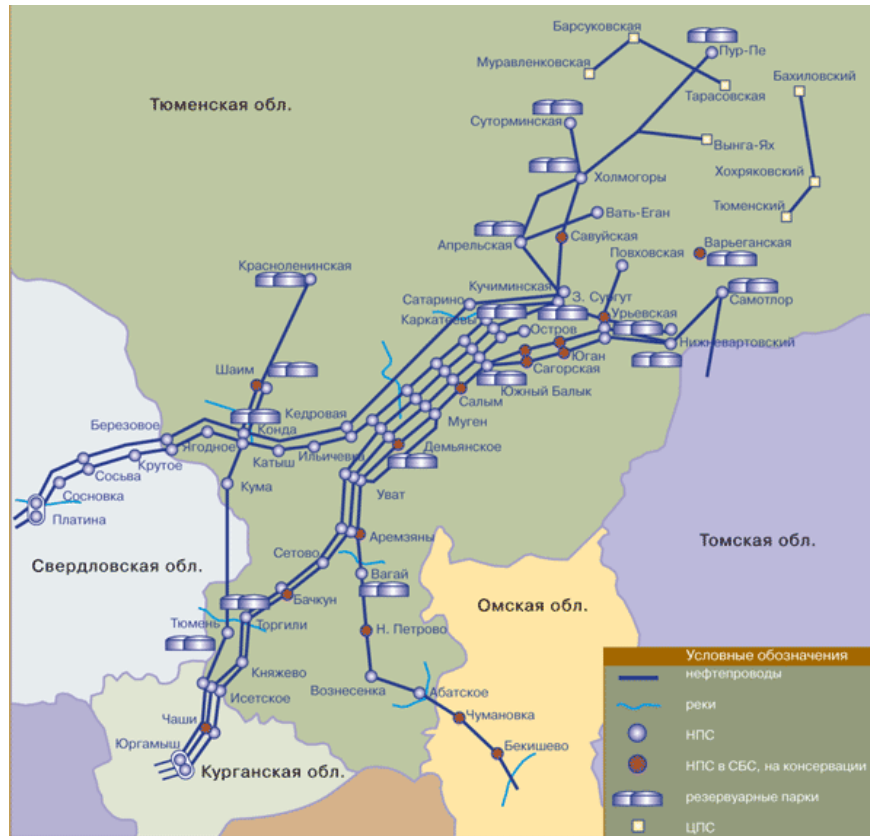 Барсуковская
Пур-Пе
Муравленковская
Бахиловский
Тюменская обл.
Тарасовская
Суторминская
Вынга-Ях
Холмогоры
Хохряковский
Вать-Еган
Тюменский
Апрельская
Савуйская
Варьеганская
Повховская
Красноленинская
Кучиминская
Сатарино
З. Сургут
Самотлор
Каркатеевы
Урьевская
Остров
Нижневартовский
Юган
Шаим
Сагорская
Южный Балык
Салым
Кедровая
Березовое
Конда
Муген
Ягодное
Ильичевка
Демьянское
Крутое
Катыш
Сосьва
Кума
Уват
Сосновка
Платина
Аремзяны
Томская обл.
Сетово
Свердловская обл.
Вагай
Бачкун
Омская обл.
Тюмень
Торгили
Н. Петрово
Условные обозначения
Княжево
нефтепроводы
Вознесенка
Абатское
Исетское
реки
Чаши
Чумановка
НПС
Юргамыш
Бекишево
НПС в СБС, на консервации
Курганская обл.
резервуарные парки
ЦПС